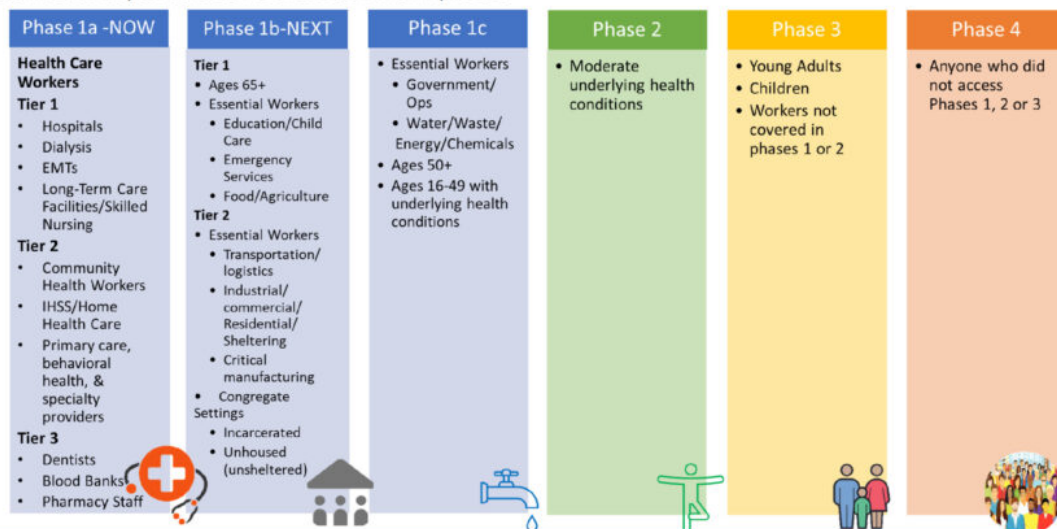 Phase 1a -NOW
Health Care
Workers
Tier 1
• Hospitals
• Dialysis
• EMTs
• Long-Term Care
Facilities/Skilled
Nursing
Tier 2
• Community
Health Workers
• IHSS/Home
Health Care
• Primary care,
behavioral
health, &
specialty
providers
Tier 3
• Dentists
• Blood Banks
• Pharmacy Staff
Phase 1b-NEXT
Tier 1
• Ages 65+
• Essential Workers
• Education/Child
Care
• Emergency
Services
• Food/Agriculture
Tier 2
• Essential Workers
• Transportation/
logistics
• Industrial/
commercial/
Residential/
Sheltering
• Critical
manufacturing
• Congregate
Settings
• Incarcerated
• Unhoused
(unsheltered)
Phase 1c
• Essential Workers
• Government/
Ops
• Water/Waste/
Energy/Chemicals
• Ages 50+
• Ages 16-49 with
underlying health
conditions
Phase 2
• Moderate
underlying health
conditions
Phase 3
• Young Adults
• Children
• Workers not
covered in
phases 1 or 2
Phase 4
• Anyone who did
not access
Phases 1, 2 or 3